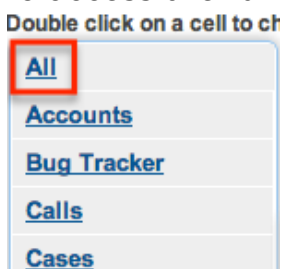 Double click on a cell to ch
All
Accounts
Bug Tracker
Calls
Cases